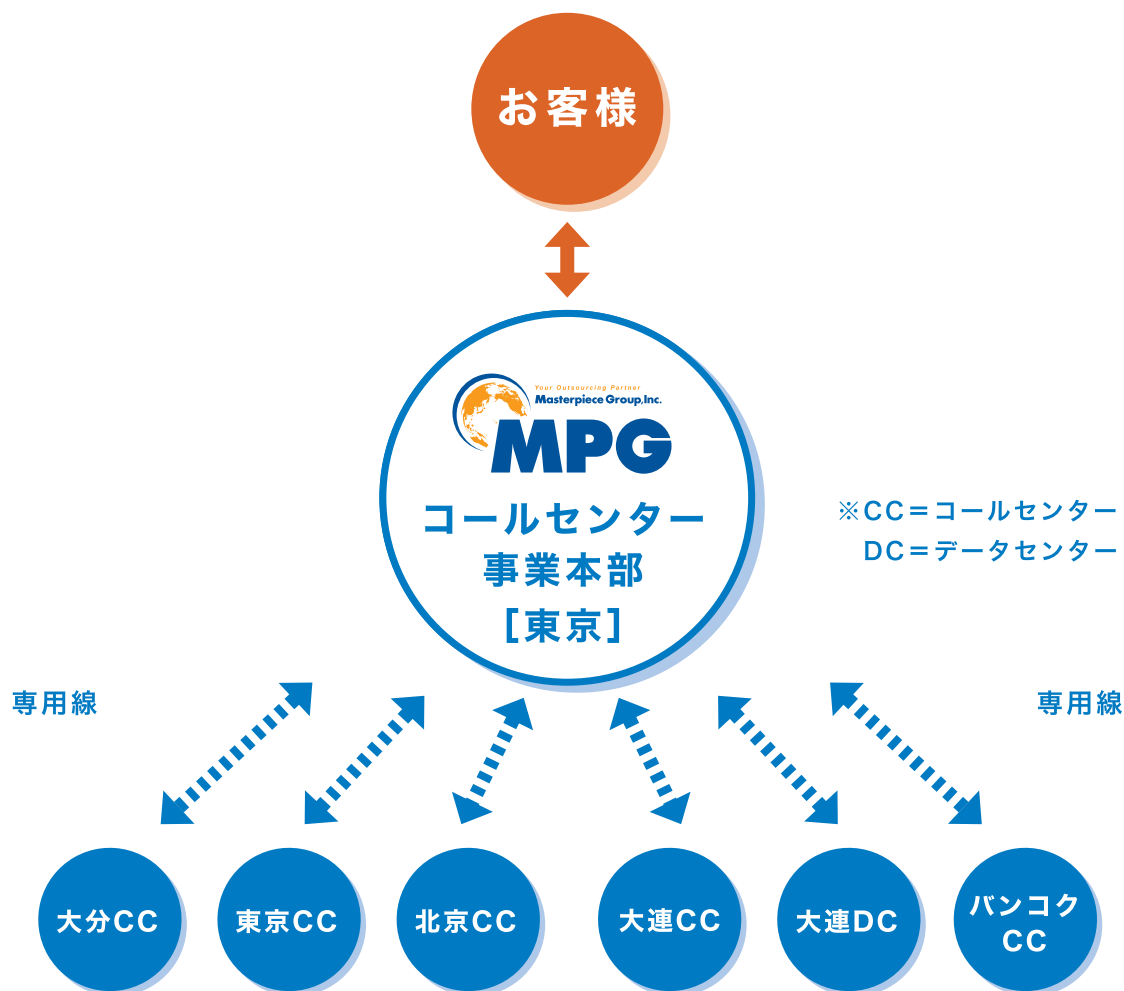 お客様
Your Outsourcing Partner
Masterpiece Group,Inc.
MPG
コールセンター
事業本部
[東京]
※CC=コールセンター
DC=データセンター
専用線
専用線
大分CC
東京CC
北京CC
大連CC
大連DC
バンコク
CC